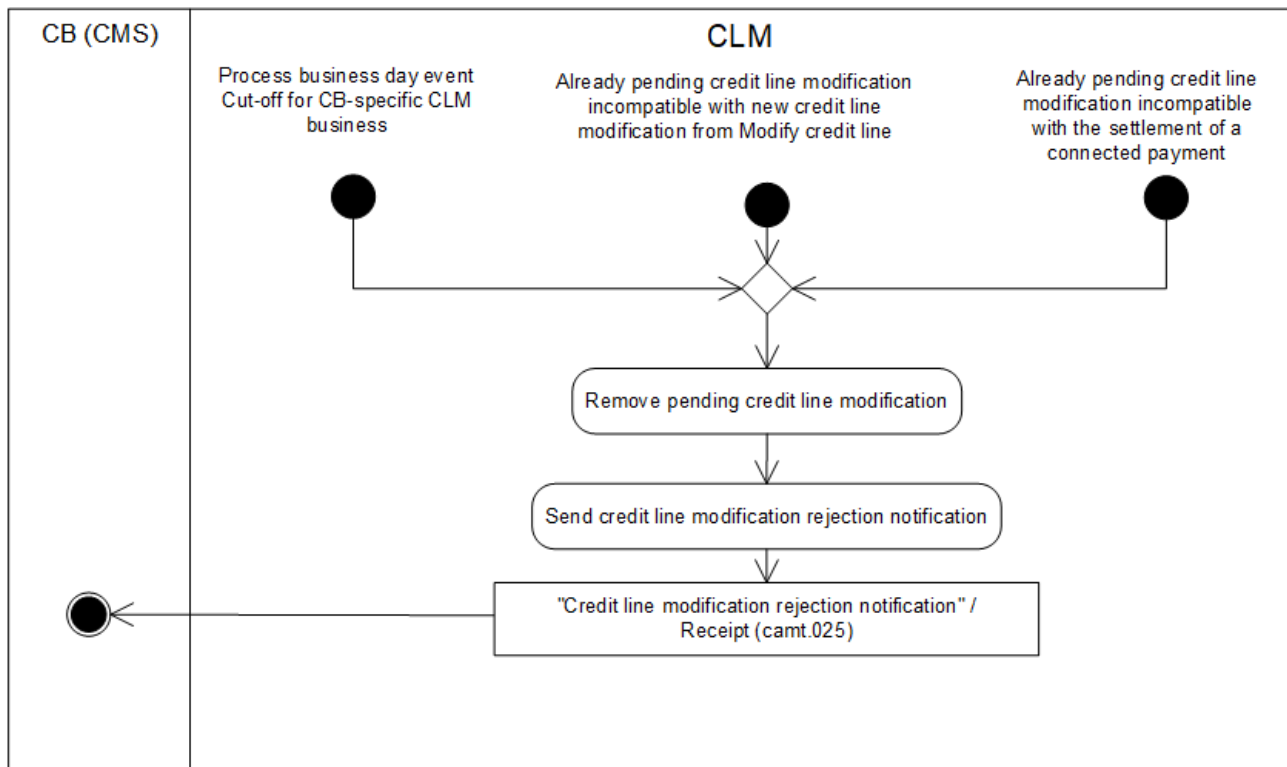 CB (CMS)
CLM
Process business day event
Cut-off for CB-specific CLM
business
Already pending credit line modification
incompatible with new credit line
modification from Modify credit line
Already pending credit line
modification incompatible
with the settlement of a
connected payment
Remove pending credit line modification
Send credit line modification rejection notification
"Credit line modification rejection notification" /
Receipt (camt.025)